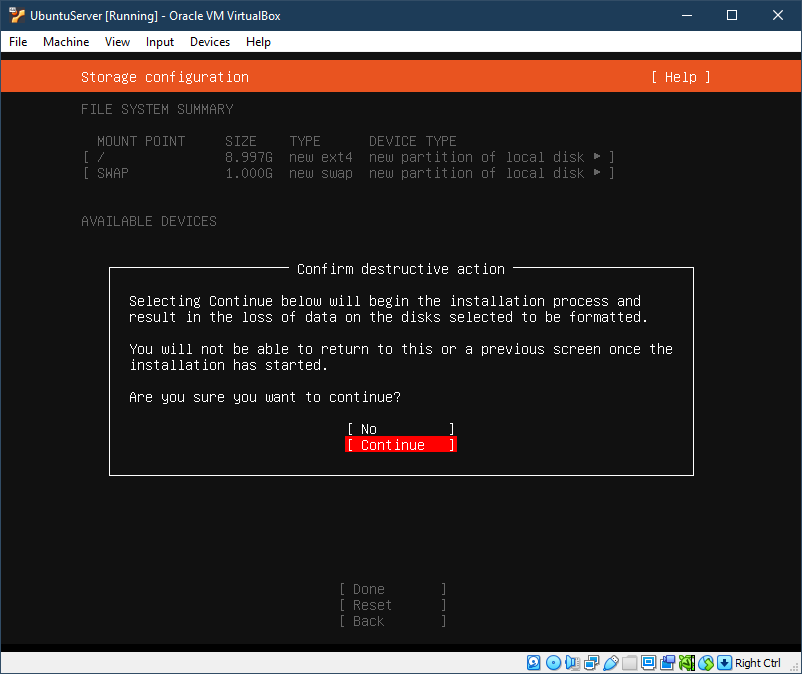 UbuntuServer [Running] - Oracle VM VirtualBox
File Machine View Input Devices Help
Storage configuration [ Help ]
FILE SYSTEM SUMMARY
MOUNT POINT SIZE TYPE DEVICE TYPE
[ / 8.997G new ext4 new partition of local disk ▸ ]
[ SWAP 1.000G new swap new partition of local disk ▸ ]
AVAILABLE DEVICES
Confirm destructive action
Selecting Continue below will begin the installation process and
result in the loss of data on the disks selected to be formatted.
You will not be able to return to this or a previous screen once the
installation has started.
Are you sure you want to continue?
[ No ]
[ Continue ]
[ Done ]
[ Reset ]
[ Back ]
Right Ctrl